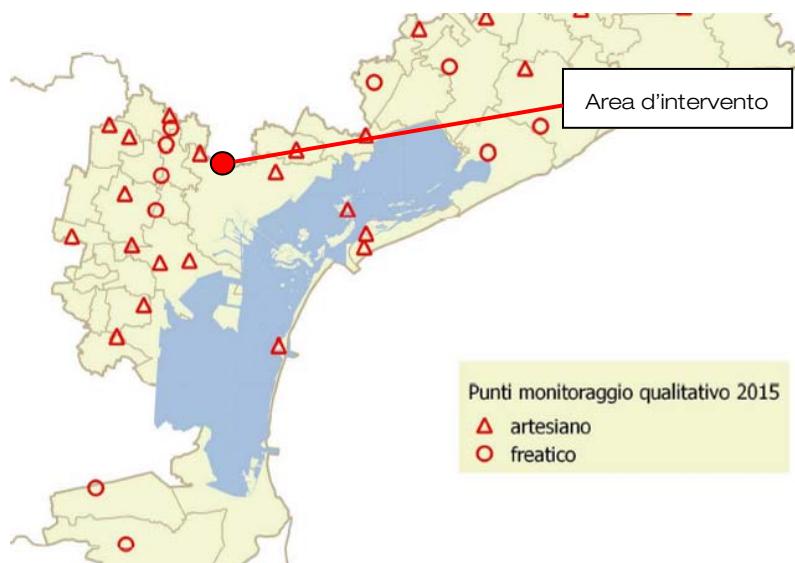 Area d'intervento
Punti monitoraggio qualitativo 2015
artesiano
freatico